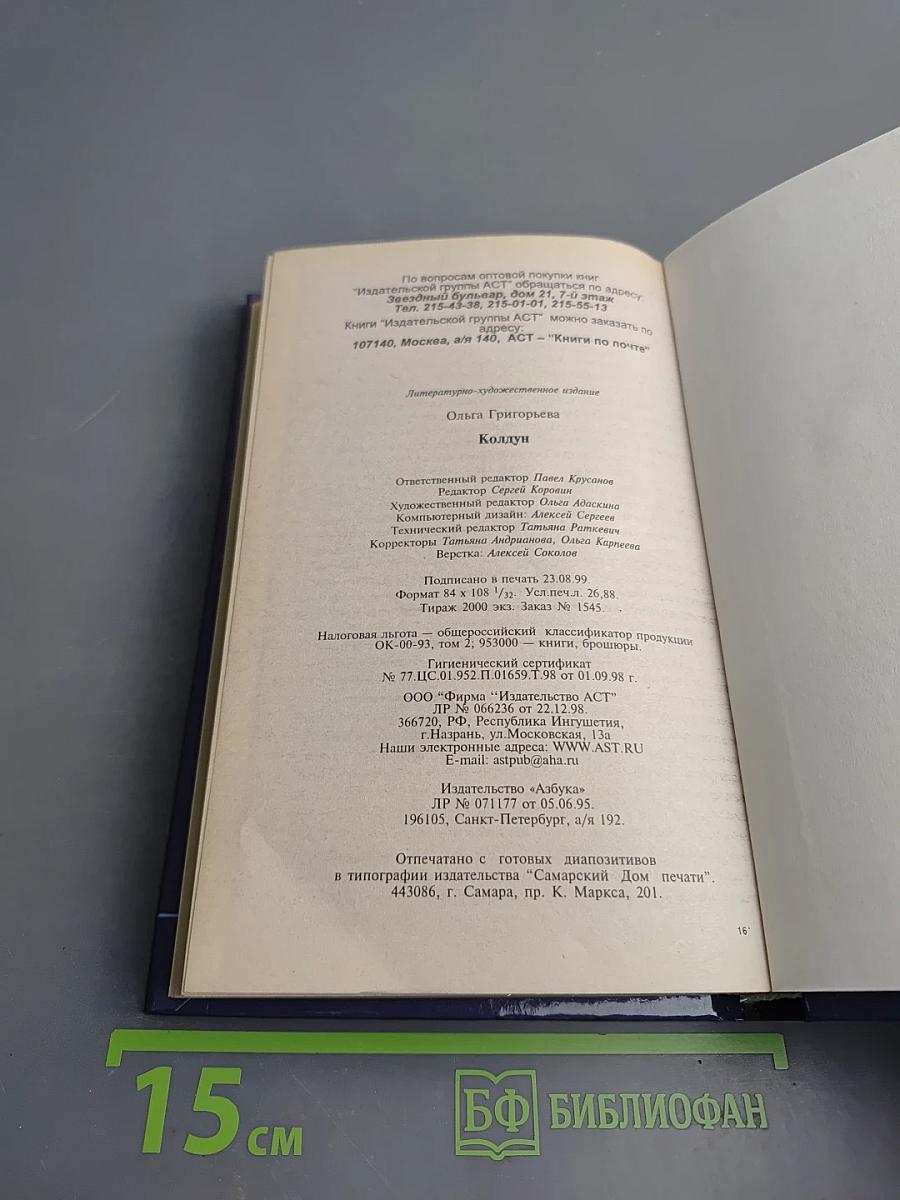 По вопросам оптовой покупки книг
"Издательской группы АСТ" обращаться по адресу:
Звездный бульвар, дом 21, 7-й этаж
Тел. 215-43-38, 215-01-01, 215-55-13
Книги "Издательской группы АСТ" можно заказать по
адресу:
107140, Москва, а/я 140, АСТ – "Книги по почте"
Литературно-художественное издание
Ольга Григорьева
Колдун
Ответственный редактор Павел Крусанов
Редактор Сергей Коровин
Художественный редактор Ольга Адаскина
Компьютерный дизайн: Алексей Сергеев
Технический редактор Татьяна Раткевич
Корректоры Татьяна Андрианова, Ольга Карпеева
Верстка: Алексей Соколов
Подписано в печать 23.08.99.
Формат 84 х 108 1/32. Усл.печ.л. 26,88.
Тираж 2000 экз. Заказ № 1545.
Налоговая льгота — общероссийский классификатор продукции
ОК-00-93, том 2; 953000 — книги, брошюры.
Гигиенический сертификат
№ 77.ЦС.01.952.П.01659.Т.98 от 01.09.98 г.
ООО "Фирма "Издательство АСТ"
ЛР № 066236 от 22.12.98.
366720, РФ, Республика Ингушетия,
г.Назрань, ул.Московская, 13а
Наши электронные адреса: WWW.AST.RU
E-mail: astpub@aha.ru
Издательство «Азбука»
ЛР № 071177 от 05.06.95.
196105, Санкт-Петербург, а/я 192.
Отпечатано с готовых диапозитивов
в типографии издательства "Самарский Дом печати".
443086, г. Самара, пр. К. Маркса, 201.
16*
15 см
БФ БИБЛИОФАН